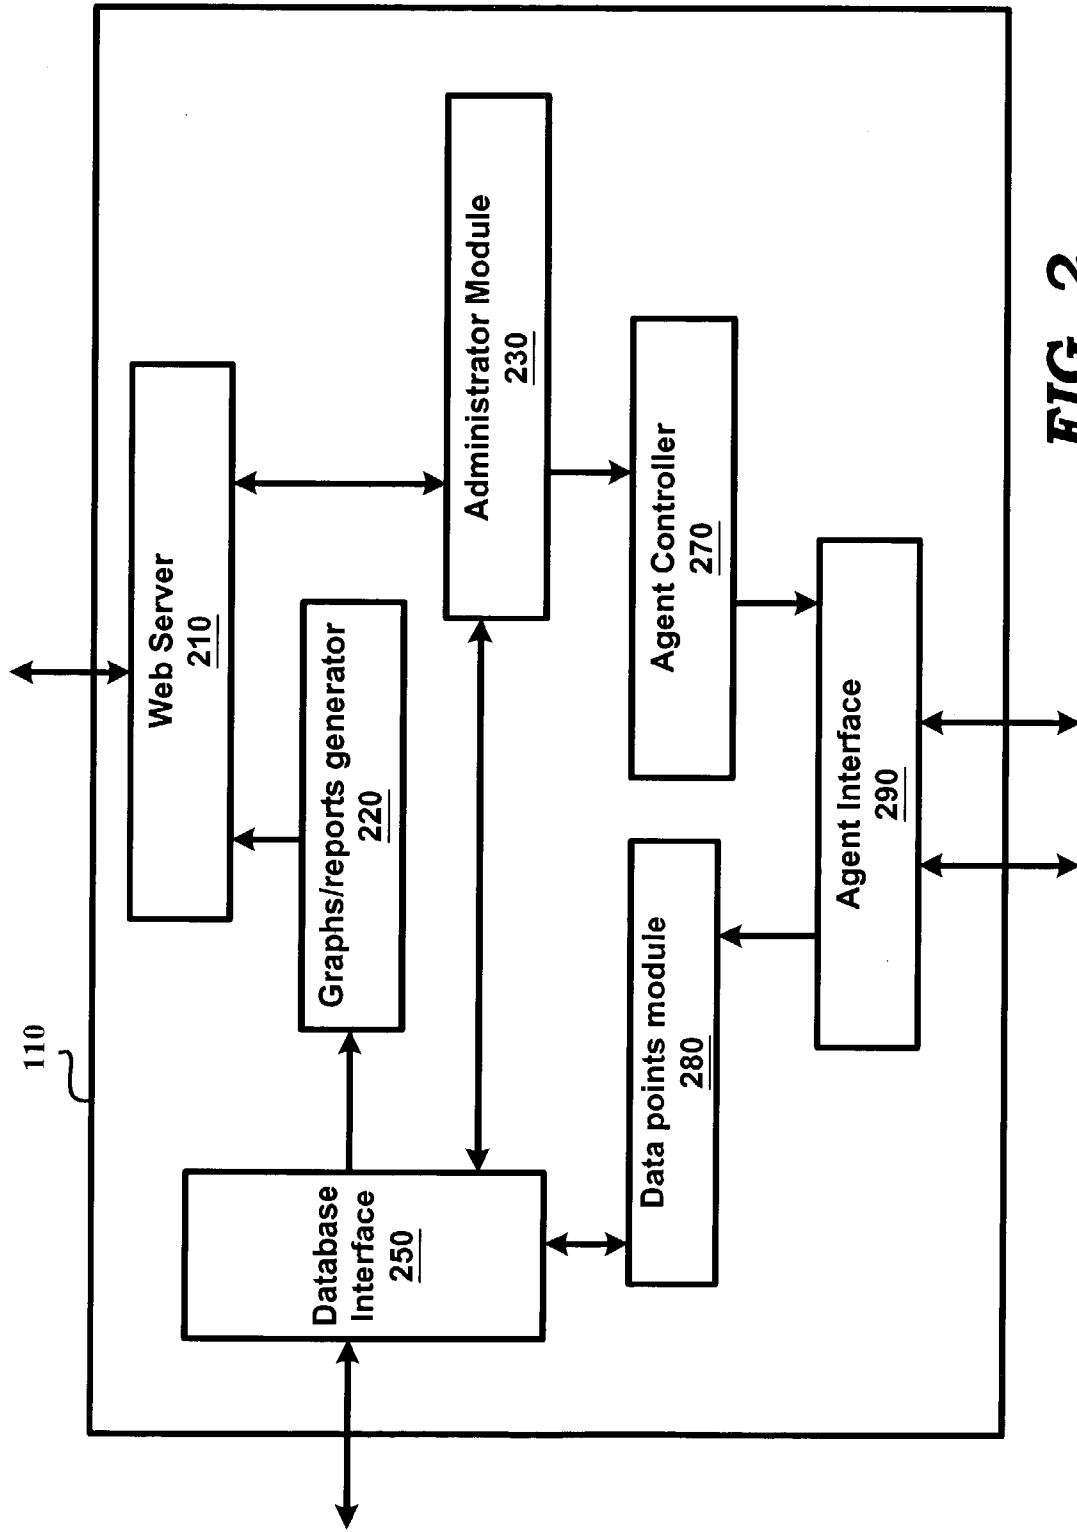 110
Web Server
210
Graphs/reports generator
220
Database
Interface
250
Administrator Module
230
Agent Controller
270
Data points module
280
Agent Interface
290
FIG. 2